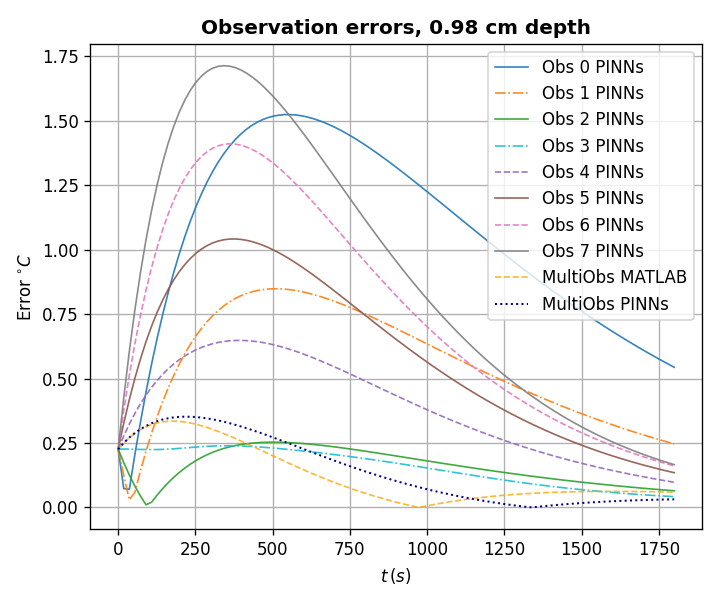 Observation errors, 0.98 cm depth
Error °C
1.75
1.50
1.25
1.00
0.75
0.50
0.25
0.00
0 250 500 750 1000 1250 1500 1750
t (s)
Obs 0 PINNs
Obs 1 PINNs
Obs 2 PINNs
Obs 3 PINNs
Obs 4 PINNs
Obs 5 PINNs
Obs 6 PINNs
Obs 7 PINNs
MultiObs MATLAB
MultiObs PINNs